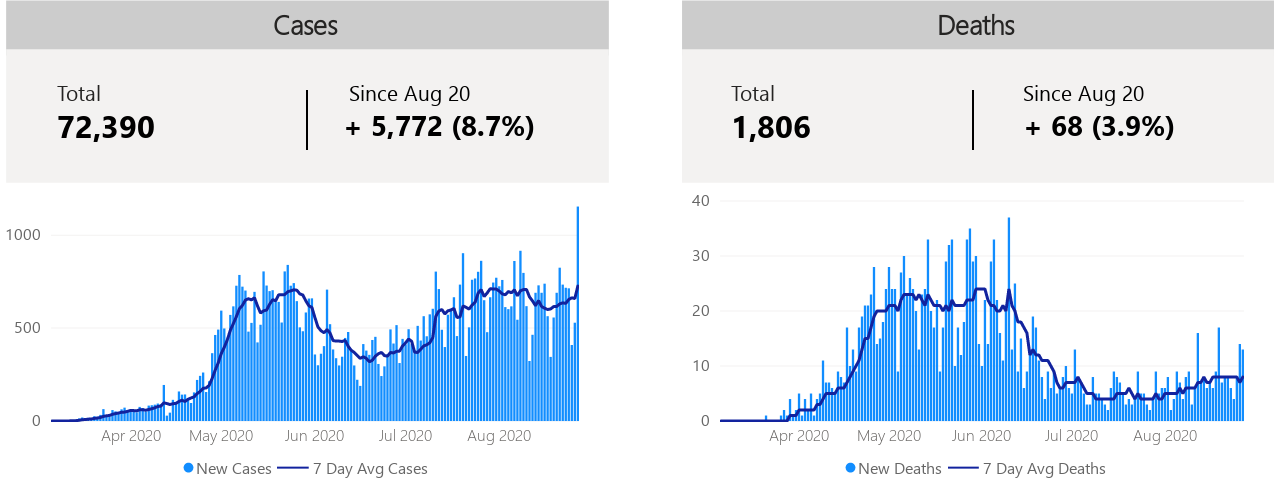 Cases
Total
72,390
Since Aug 20
+ 5,772 (8.7%)
1000
500
0
Apr 2020 May 2020 Jun 2020 Jul 2020 Aug 2020
New Cases 7 Day Avg Cases
Deaths
Total
1,806
Since Aug 20
+ 68 (3.9%)
40
30
20
10
0
Apr 2020 May 2020 Jun 2020 Jul 2020 Aug 2020
New Deaths 7 Day Avg Deaths